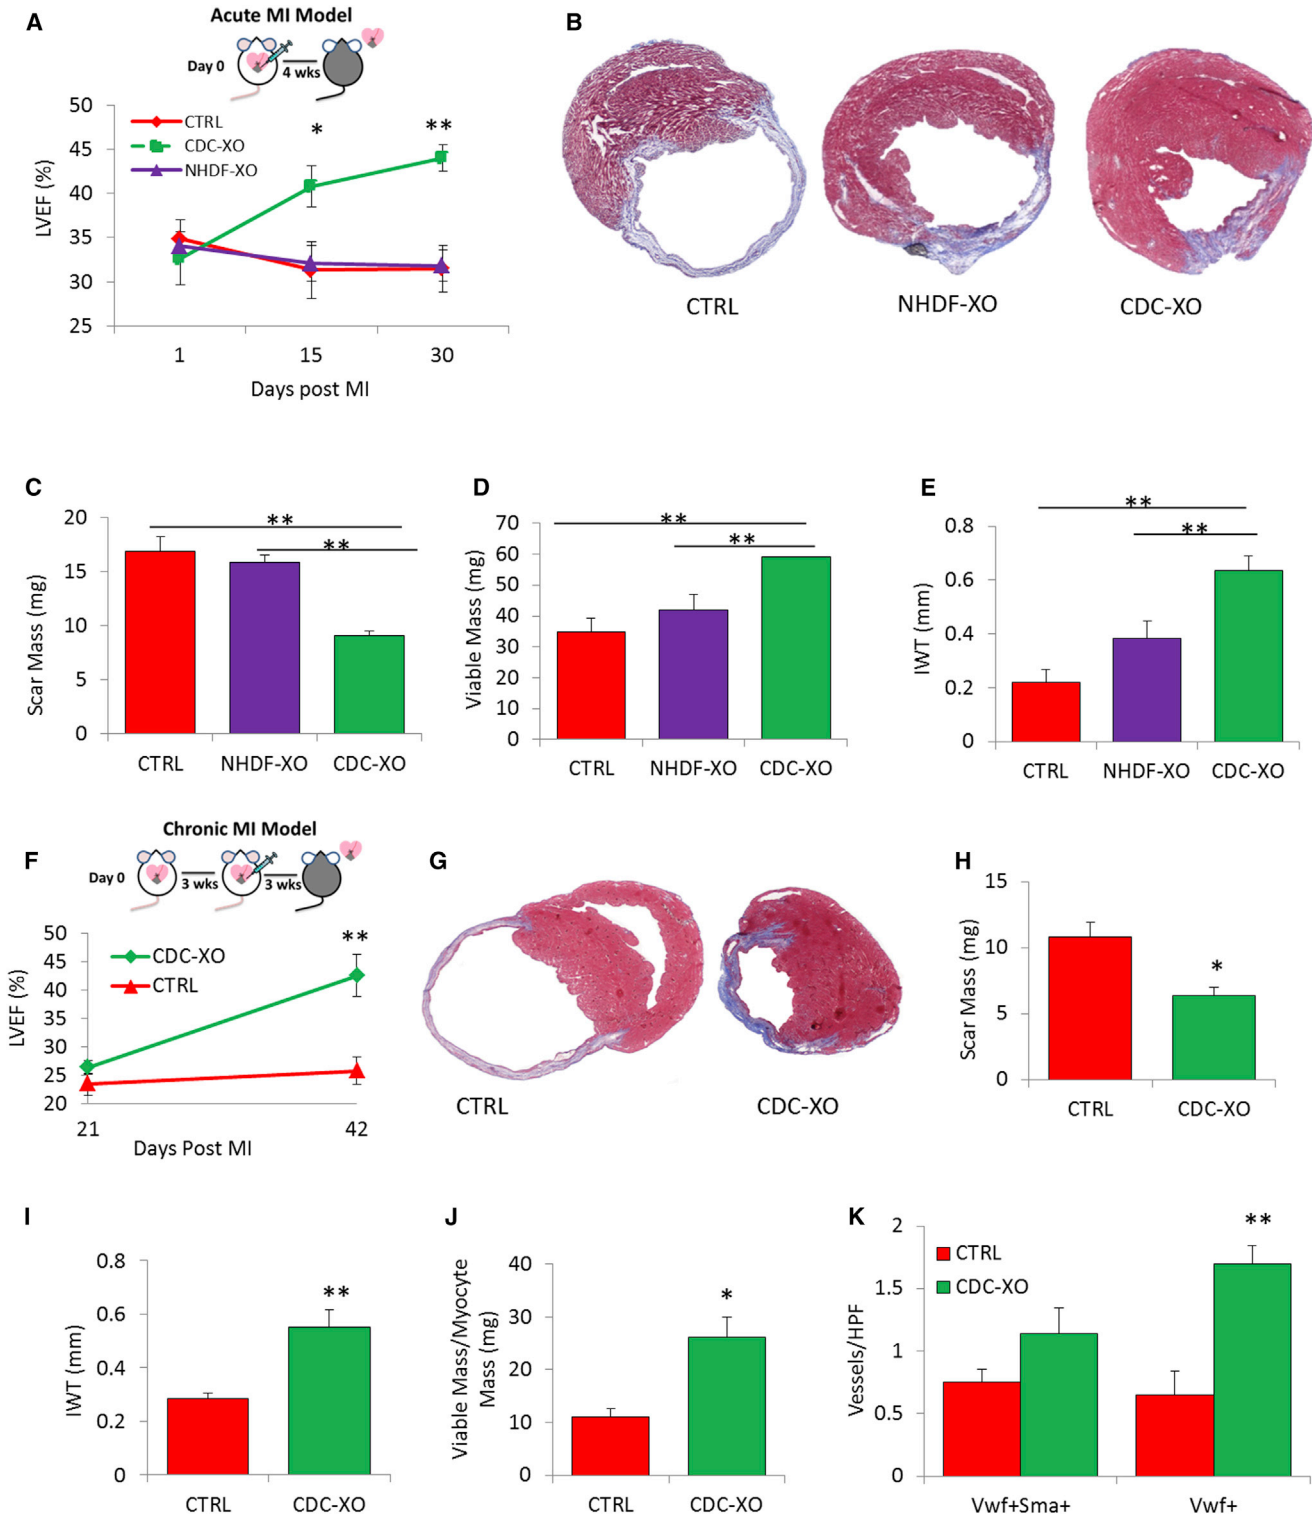 A
Acute MI Model
Day 0
4 wks
50
45
40
35
30
25
LVEF (%)
CTRL
CDC-XO
NHDF-XO
*
**
1
15
30
Days post MI
B
CTRL
NHDF-XO
CDC-XO
C
20
15
10
5
0
Scar Mass (mg)
**
**
CTRL
NHDF-XO
CDC-XO
D
70
60
50
40
30
20
10
0
Viable Mass (mg)
**
**
CTRL
NHDF-XO
CDC-XO
E
0.8
0.6
0.4
0.2
0
IWT (mm)
**
**
CTRL
NHDF-XO
CDC-XO
Chronic MI Model
F
Day 0
3 wks
3 wks
50
45
40
35
30
25
20
LVEF (%)
CDC-XO
CTRL
**
21
42
Days Post MI
G
CTRL
CDC-XO
H
15
10
5
0
Scar Mass (mg)
*
CTRL
CDC-XO
I
0.8
0.6
0.4
0.2
0
IWT (mm)
**
CTRL
CDC-XO
J
40
30
20
10
0
Viable Mass/Myocyte
Mass (mg)
*
CTRL
CDC-XO
K
2
1.5
1
0.5
0
Vessels/HPF
CTRL
CDC-XO
**
Vwf+Sma+
Vwf+